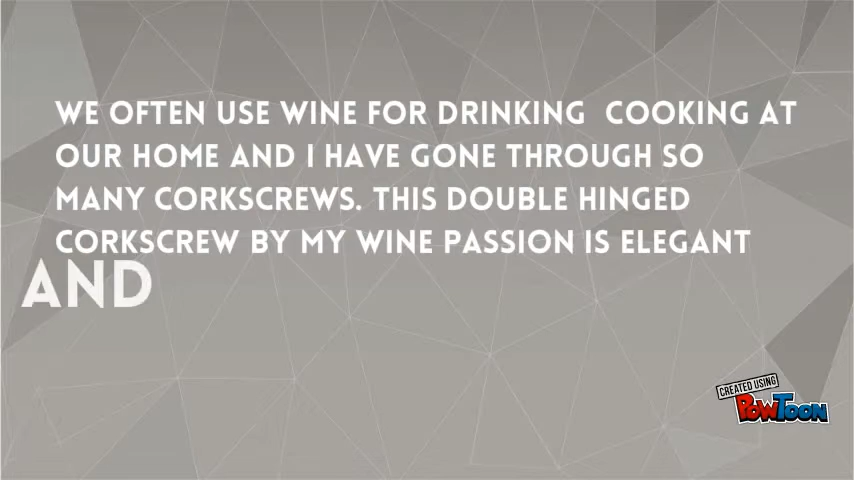 WE OFTEN USE WINE FOR DRINKING  COOKING AT
OUR HOME AND I HAVE GONE THROUGH SO
MANY CORKSCREWS. THIS DOUBLE HINGED
CORKSCREW BY MY WINE PASSION IS ELEGANT
AND
CREATED USING
POWTOON